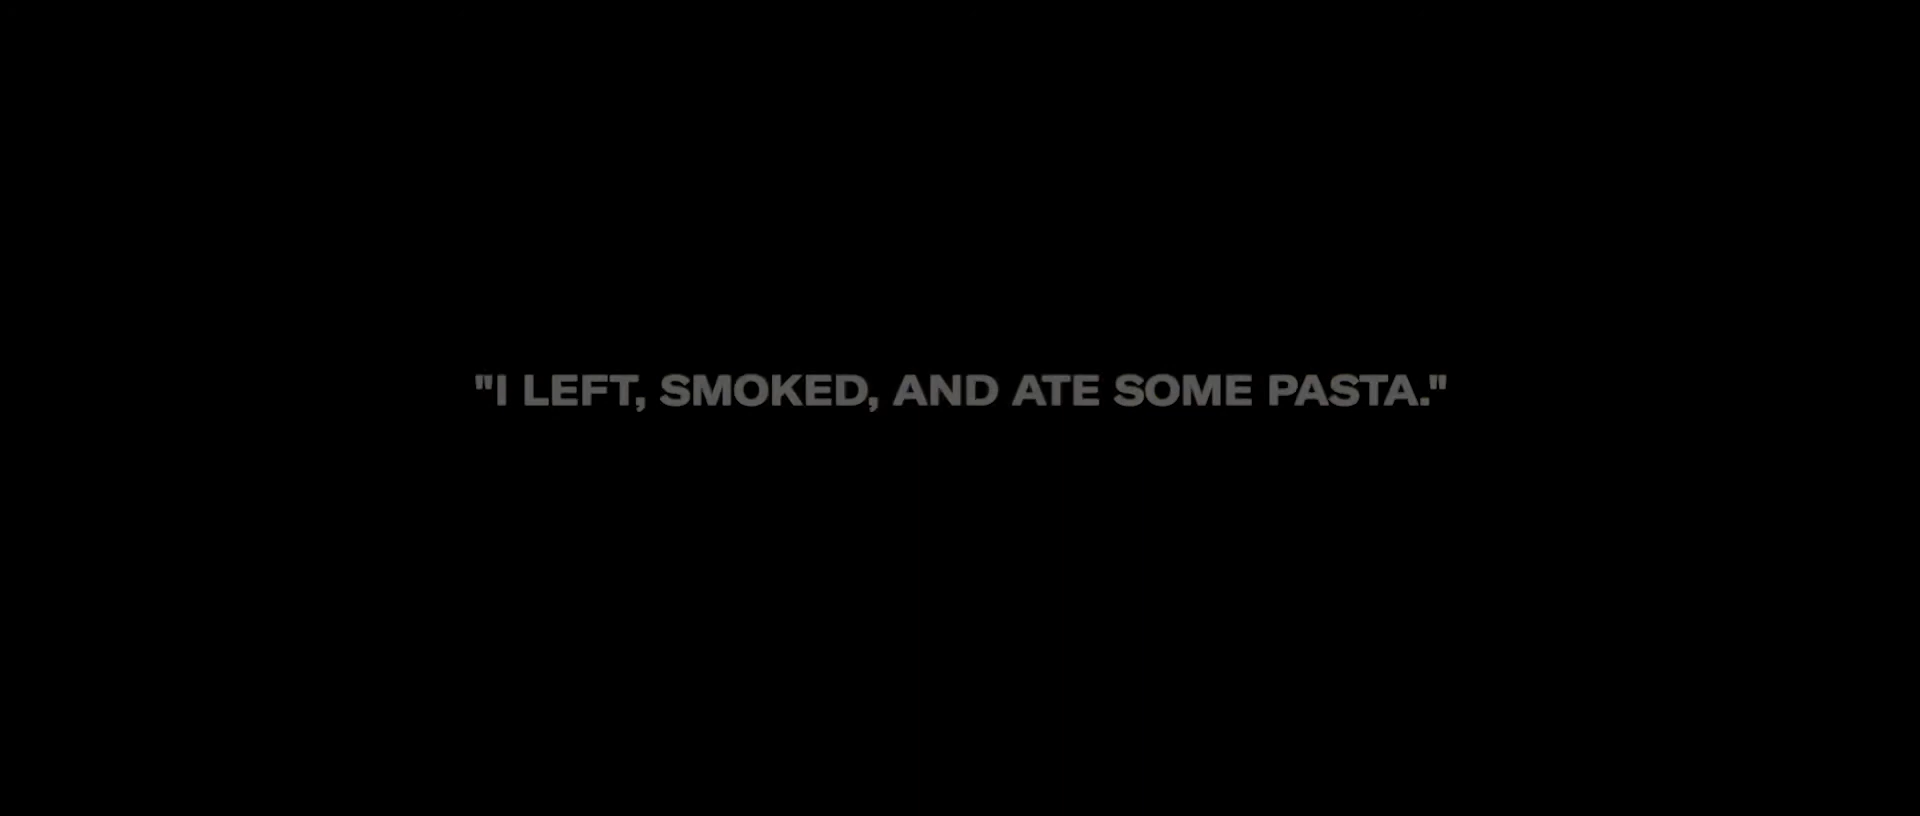 "I LEFT, SMOKED, AND ATE SOME PASTA."